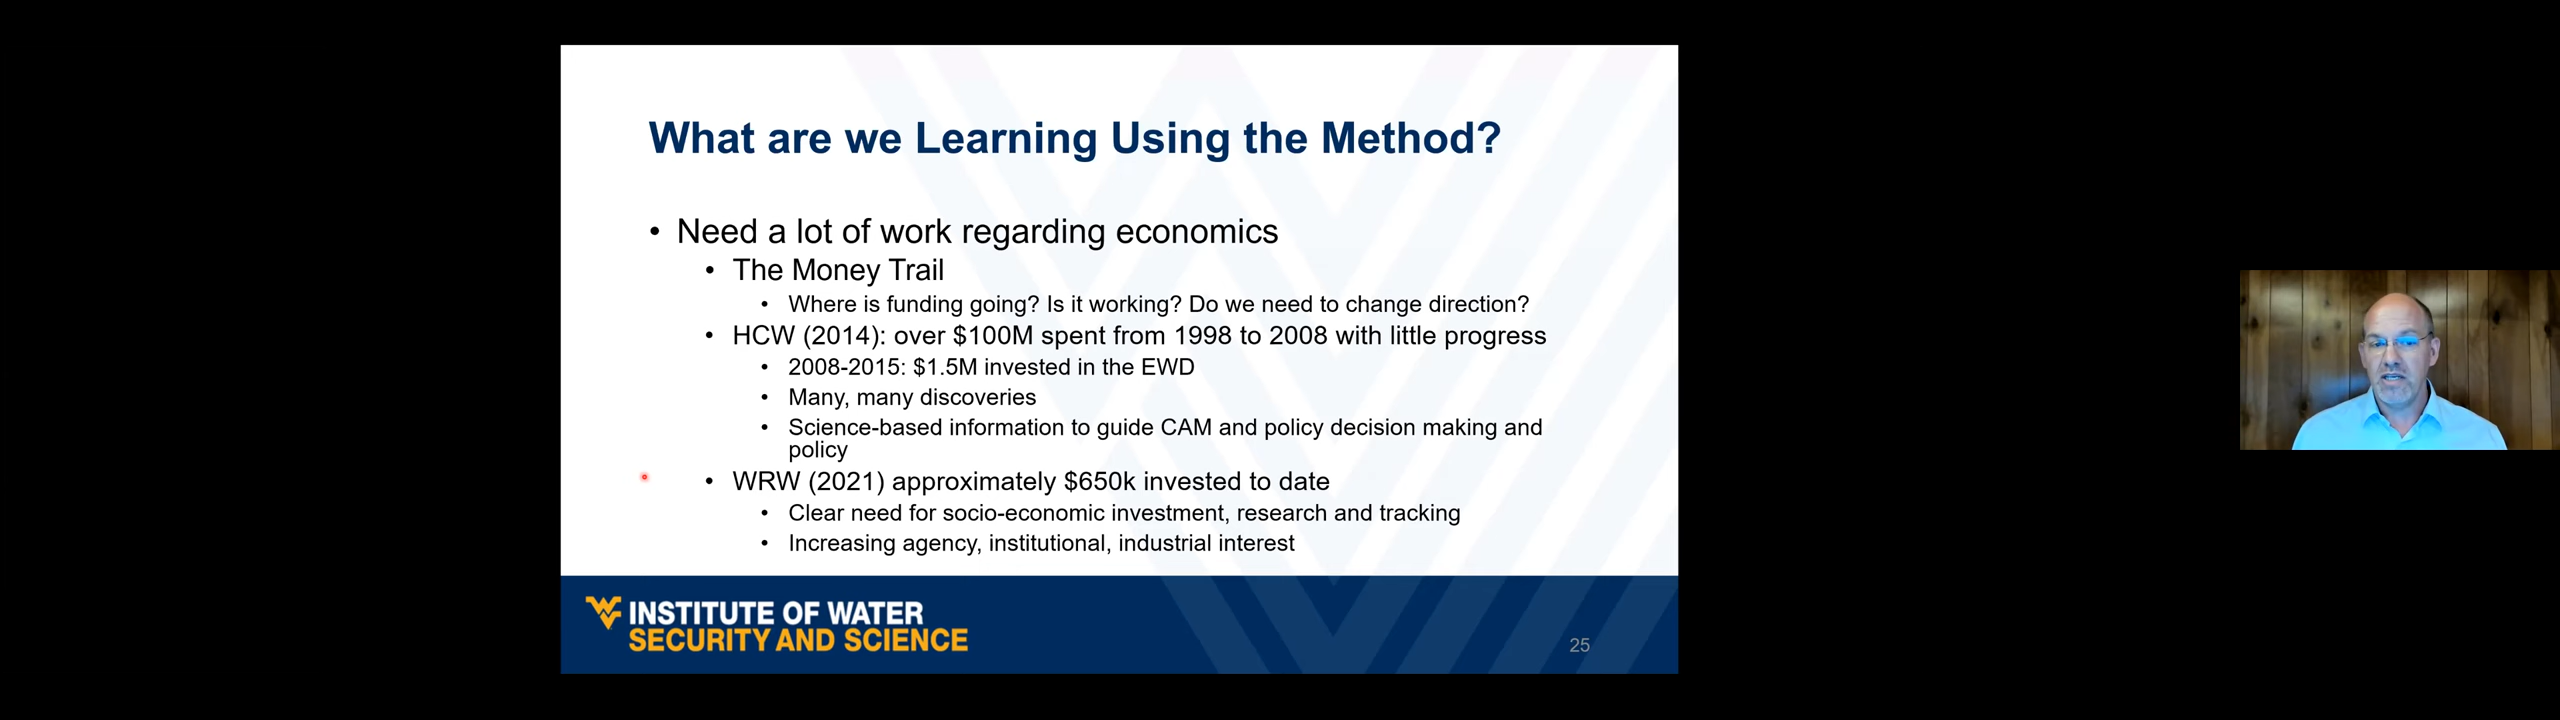 What are we Learning Using the Method?
• Need a lot of work regarding economics
• The Money Trail
• Where is funding going? Is it working? Do we need to change direction?
• HCW (2014): over $100M spent from 1998 to 2008 with little progress
• 2008-2015: $1.5M invested in the EWD
• Many, many discoveries
• Science-based information to guide CAM and policy decision making and
policy
• WRW (2021) approximately $650k invested to date
• Clear need for socio-economic investment, research and tracking
• Increasing agency, institutional, industrial interest
INSTITUTE OF WATER
SECURITY AND SCIENCE
25